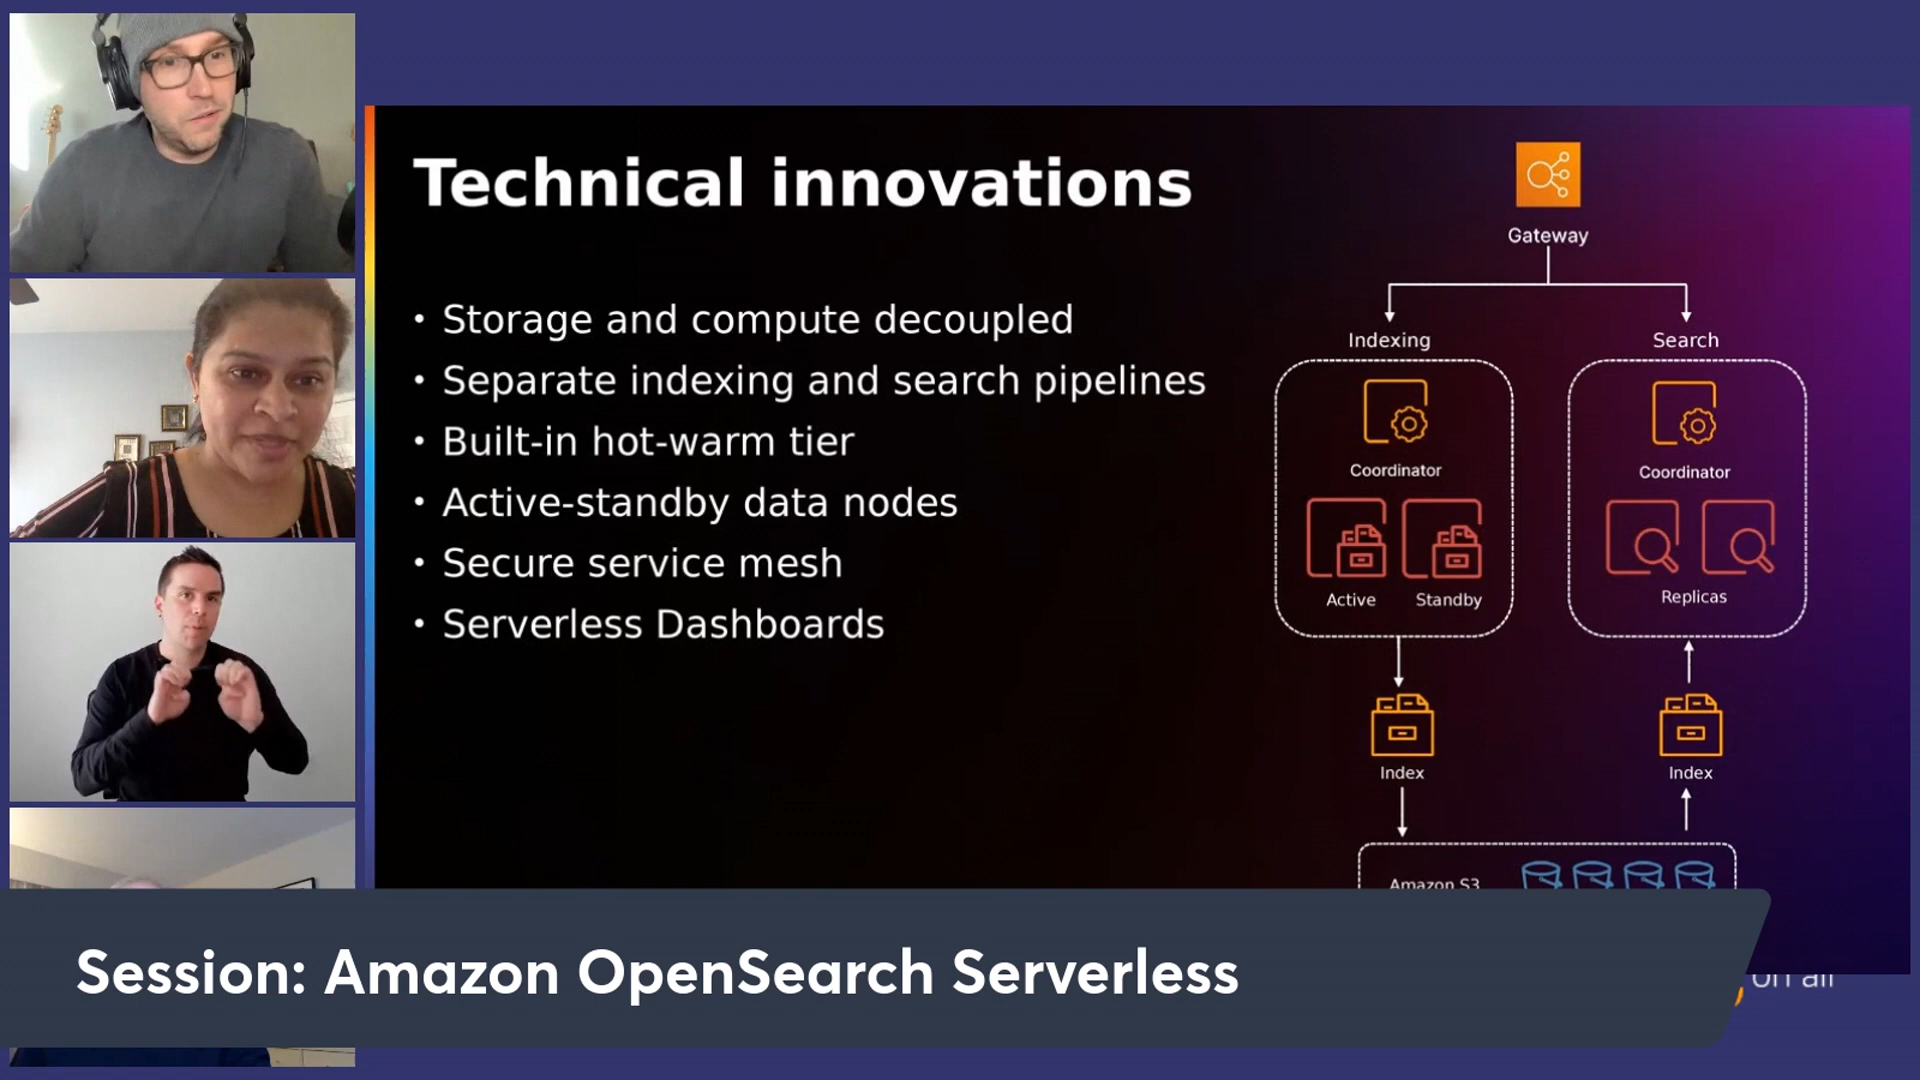 Technical innovations
• Storage and compute decoupled
• Separate indexing and search pipelines
• Built-in hot-warm tier
• Active-standby data nodes
• Secure service mesh
• Serverless Dashboards
Gateway
Indexing
Search
Coordinator
Coordinator
Active
Standby
Replicas
Index
Index
Amazon S3
Session: Amazon OpenSearch Serverless
on air